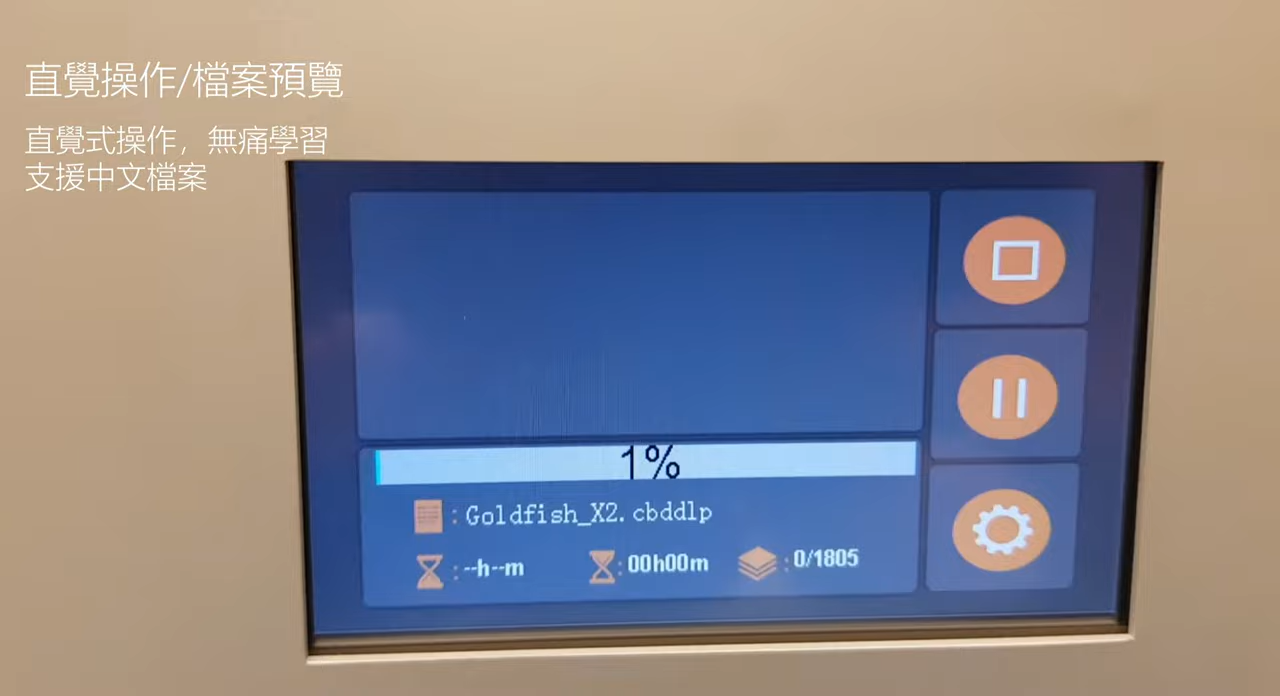 直覺操作/檔案預覽
直覺式操作，無痛學習
支援中文檔案
1%
: Goldfish_X2.cbddlp
: --h--m : 00h00m : 0/1805